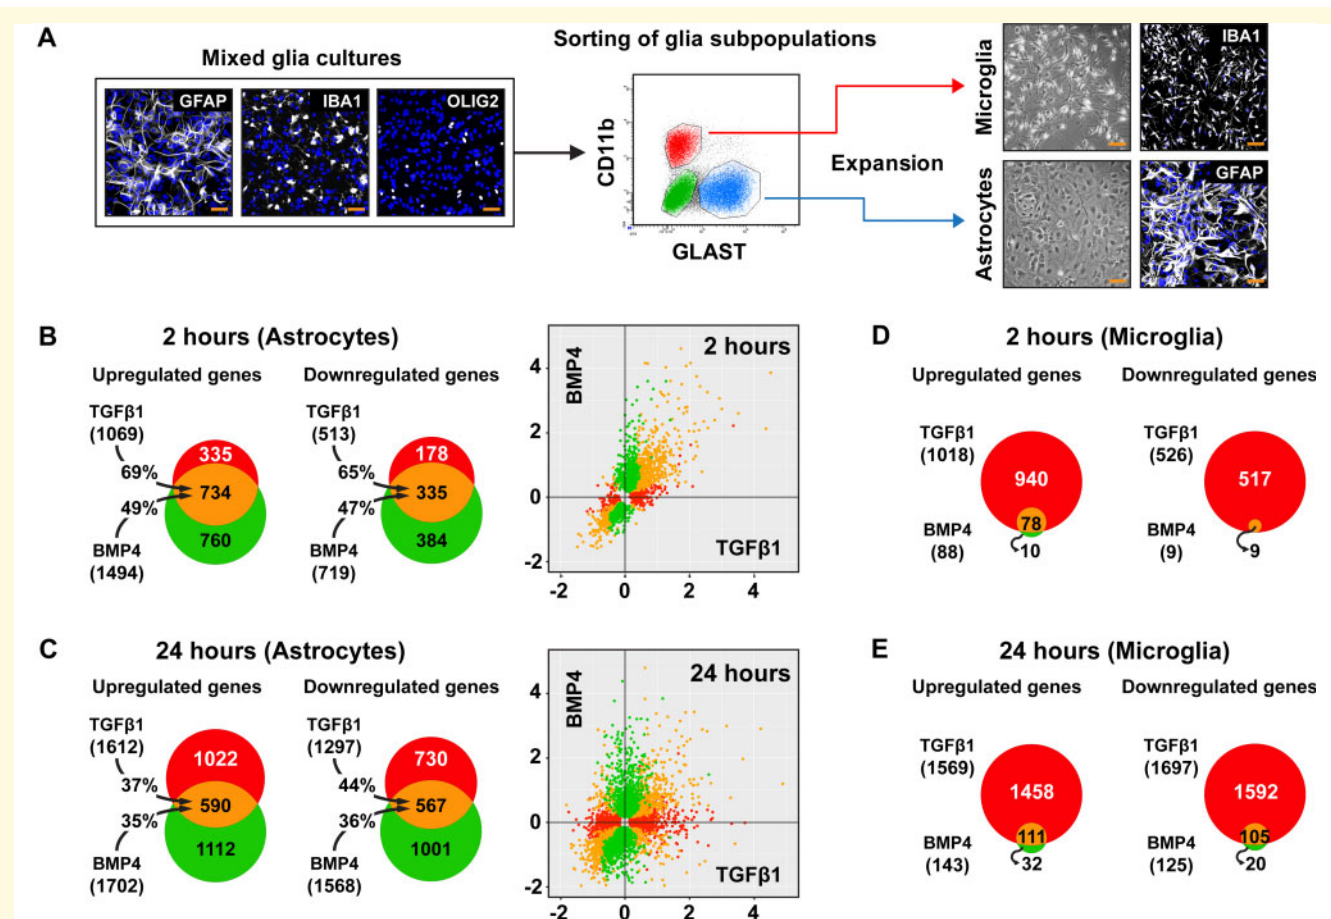 A
Mixed glia cultures
GFAP
IBA1
OLIG2
Sorting of glia subpopulations
CD11b
GLAST
Expansion
Microglia
IBA1
Astrocytes
GFAP
B
2 hours (Astrocytes)
Upregulated genes
TGFβ1
(1069)
69%
49%
BMP4
(1494)
335
734
760
Downregulated genes
TGFβ1
(513)
65%
47%
BMP4
(719)
178
335
384
2 hours
BMP4
TGFβ1
4
2
0
-2
-2
0
2
4
C
24 hours (Astrocytes)
Upregulated genes
TGFβ1
(1612)
37%
35%
BMP4
(1702)
1022
590
1112
Downregulated genes
TGFβ1
(1297)
44%
36%
BMP4
(1568)
730
567
1001
24 hours
BMP4
TGFβ1
4
2
0
-2
-2
0
2
4
D
2 hours (Microglia)
Upregulated genes
TGFβ1
(1018)
940
78
BMP4
(88)
10
Downregulated genes
TGFβ1
(526)
517
BMP4
(9)
9
E
24 hours (Microglia)
Upregulated genes
TGFβ1
(1569)
1458
111
BMP4
(143)
32
Downregulated genes
TGFβ1
(1697)
1592
105
BMP4
(125)
20